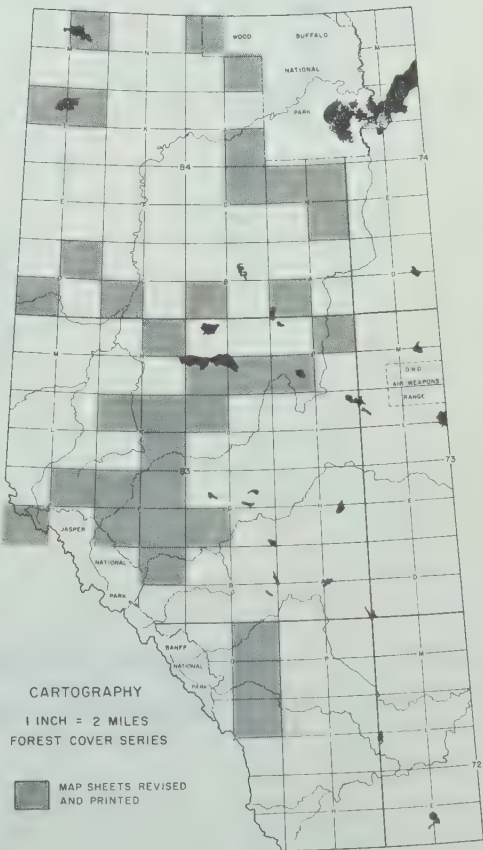 WOOD BUFFALO
NATIONAL
PARK
M
N
M
K
84
74
E
F
G
H
D
B
A
D
M
N
P
M
D N D
AIR WEAPONS
RANGE
L
83
73
F
G
H
E
JASPER
NATIONAL
PARK
B
D
BANFF
NATIONAL
PARK
O
P
M
72
H
E
CARTOGRAPHY
1 INCH = 2 MILES
FOREST COVER SERIES
MAP SHEETS REVISED
AND PRINTED